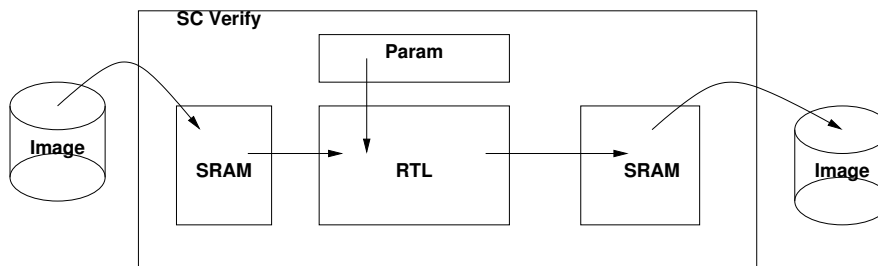 SC Verify
Param
Image
SRAM
RTL
SRAM
Image